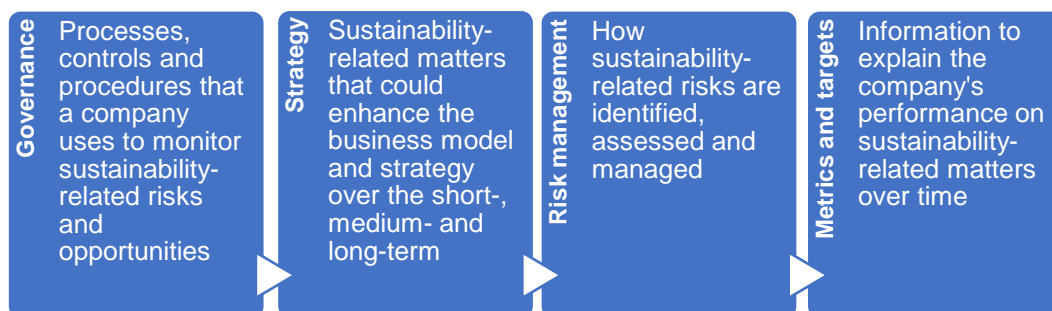 Governance
Processes,
controls and
procedures that
a company
uses to monitor
sustainability-
related risks
and
opportunities
Strategy
Sustainability-
related matters
that could
enhance the
business model
and strategy
over the short-,
medium- and
long-term
Risk management
How
sustainability-
related risks are
identified,
assessed and
managed
Metrics and targets
Information to
explain the
company's
performance on
sustainability-
related matters
over time